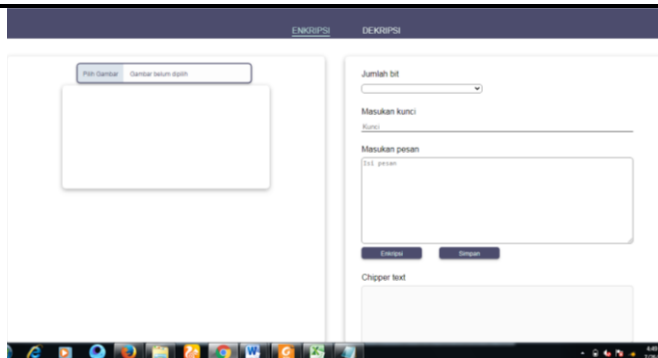 ENKRIPSI DEKRIPSI
Pilih Gambar Gambar belum dipilih
Jumlah bit
Masukan kunci
Kunci
Masukan pesan
Isi pesan
Enkripsi Simpan
Chipper text